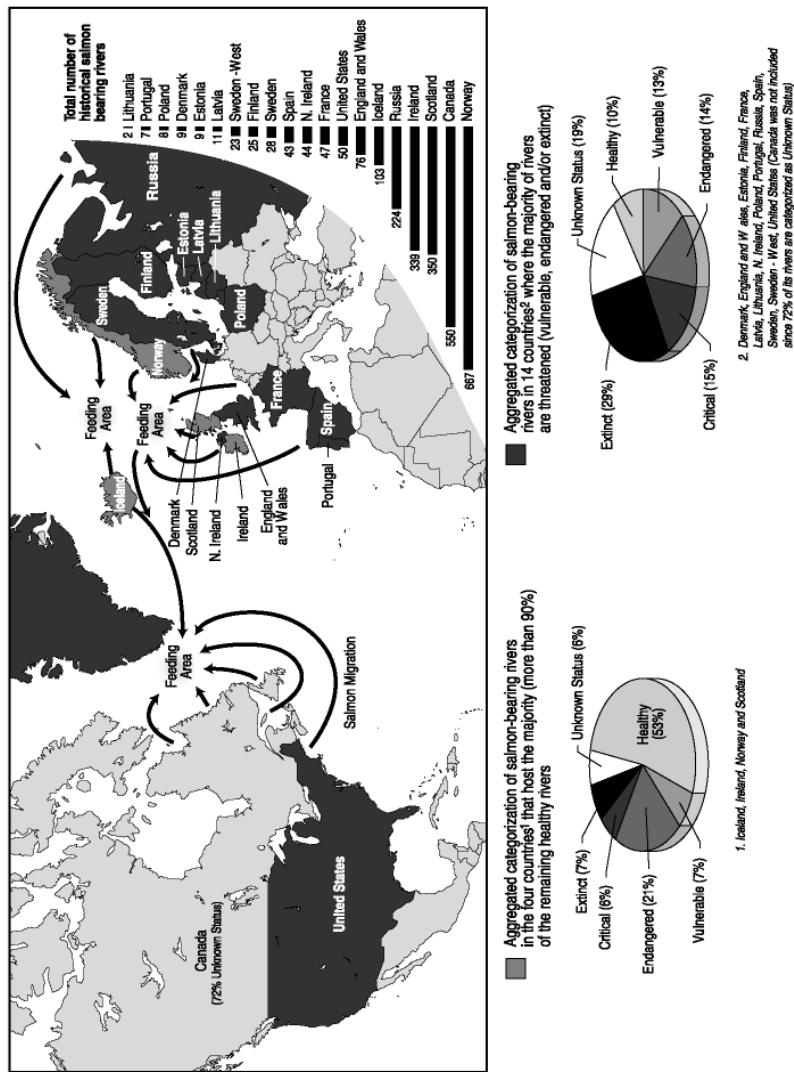 Total number of
historical salmon
bearing rivers
2 Lithuania
7 Portugal
8 Poland
9 Denmark
9 Estonia
11 Latvia
23 Sweden -West
25 Finland
28 Sweden
43 Spain
44 N. Ireland
47 France
50 United States
76 England and Wales
103 Iceland
224 Russia
339 Ireland
350 Scotland
550 Canada
667 Norway
Russia
Estonia
Latvia
Lithuania
Finland
Sweden
Poland
Norway
Feeding
Area
Feeding
Area
Iceland
France
Spain
Portugal
Denmark
Scotland
N. Ireland
Ireland
England
and W ales
Feeding
Area
Salmon Migration
Canada
(72% Unknown Status)
United States
Aggregated categorization of salmon-bearing rivers
in the four countries1 that host the majority (more than 90%)
of the remaining healthy rivers
Unknown Status (6%)
Extinct (7%)
Critical (6%)
Endangered (21%)
Vulnerable (7%)
Healthy
(53%)
1. Iceland, Ireland, Norway and Scotland
Aggregated categorization of salmon-bearing
rivers in 14 countries2 where the majority of rivers
are threatened (vulnerable, endangered and/or extinct)
Unknown Status (19%)
Healthy (10%)
Vulnerable (13%)
Endangered (14%)
Critical (15%)
Extinct (29%)
2. Denmark, England and W ales, Estonia, Finland, France,
Latvia, Lithuania, N. Ireland, Poland, Portugal, Russia, Spain,
Sweden, Sweden - West, United States (Canada was not included
since 72% of its rivers are categorized as Unknown Status)